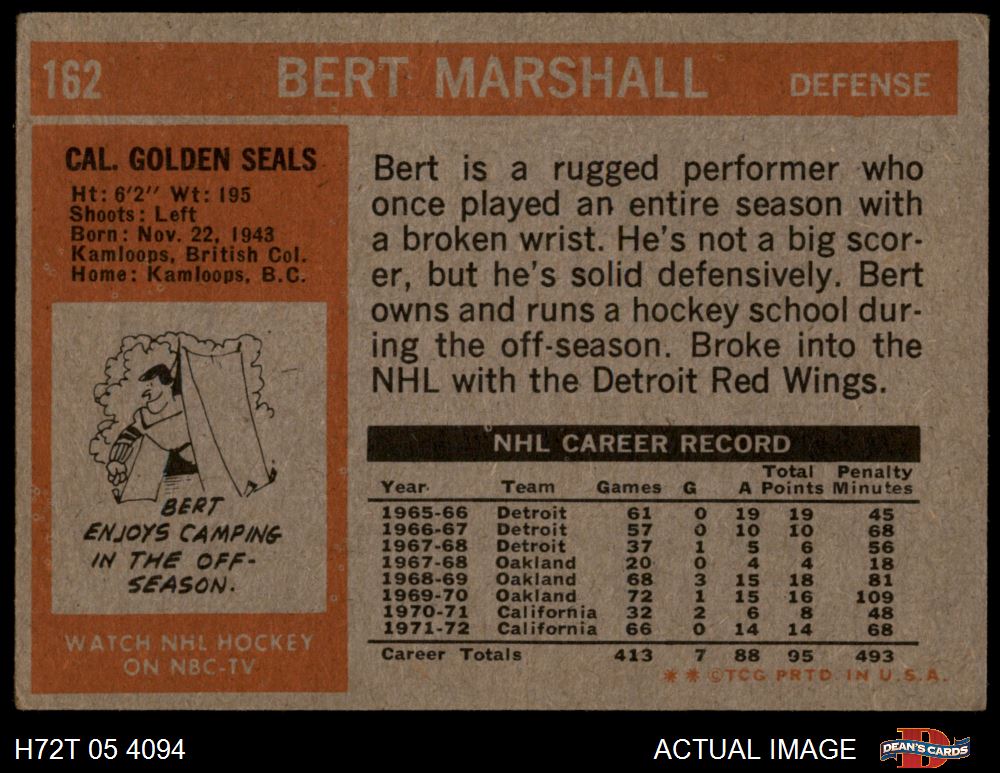 162 BERT MARSHALL DEFENSE
CAL. GOLDEN SEALS
Ht: 6'2" Wt: 195
Shoots: Left
Born: Nov. 22, 1943
Kamloops, British Col.
Home: Kamloops, B.C.
BERT
ENJOYS CAMPING
IN THE OFF-
SEASON.
WATCH NHL HOCKEY
ON NBC-TV
Bert is a rugged performer who
once played an entire season with
a broken wrist. He's not a big scor-
er, but he's solid defensively. Bert
owns and runs a hockey school dur-
ing the off-season. Broke into the
NHL with the Detroit Red Wings.
NHL CAREER RECORD
Total Penalty
Year Team Games G A Points Minutes
1965-66 Detroit 61 0 19 19 45
1966-67 Detroit 57 0 10 10 68
1967-68 Detroit 37 1 5 6 56
1967-68 Oakland 20 0 4 4 18
1968-69 Oakland 68 3 15 18 81
1969-70 Oakland 72 1 15 16 109
1970-71 California 32 2 6 8 48
1971-72 California 66 0 14 14 68
Career Totals 413 7 88 95 493
** ©TCG PRTD. IN U.S.A.
H72T 05 4094 ACTUAL IMAGE DEAN'S CARDS